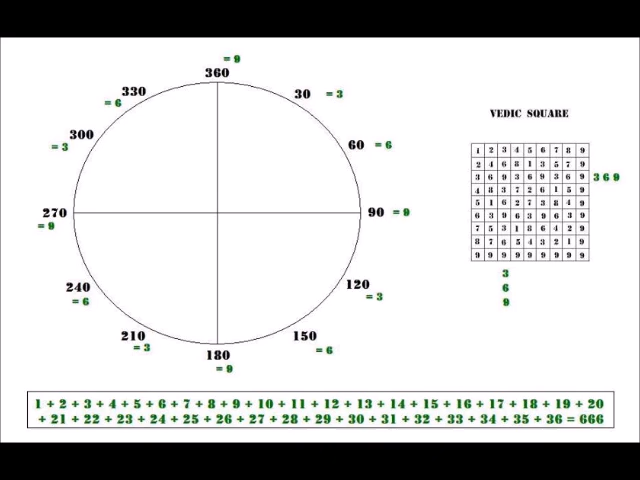 = 9
360
330
= 6
30 = 3
300
= 3
60 = 6
270
= 9
90 = 9
240
= 6
120
= 3
210
= 3
150
= 6
180
= 9
VEDIC SQUARE
1 2 3 4 5 6 7 8 9
2 4 6 8 1 3 5 7 9
3 6 9 3 6 9 3 6 9
4 8 3 7 2 6 1 5 9
5 1 6 2 7 3 8 4 9
6 3 9 6 3 9 6 3 9
7 5 3 1 8 6 4 2 9
8 7 6 5 4 3 2 1 9
9 9 9 9 9 9 9 9 9
3 6 9
3
6
9
1 + 2 + 3 + 4 + 5 + 6 + 7 + 8 + 9 + 10 + 11 + 12 + 13 + 14 + 15 + 16 + 17 + 18 + 19 + 20
+ 21 + 22 + 23 + 24 + 25 + 26 + 27 + 28 + 29 + 30 + 31 + 32 + 33 + 34 + 35 + 36 = 666